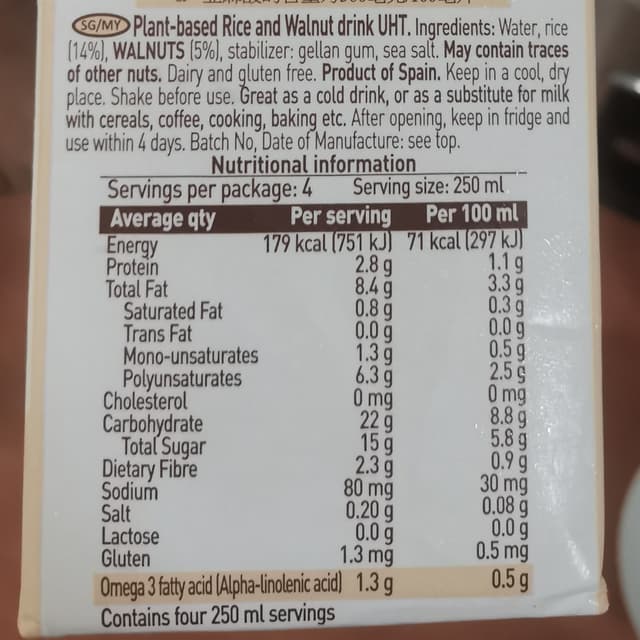 SG/MY Plant-based Rice and Walnut drink UHT. Ingredients: Water, rice
(14%), WALNUTS (5%), stabilizer: gellan gum, sea salt. May contain traces
of other nuts. Dairy and gluten free. Product of Spain. Keep in a cool, dry
place. Shake before use. Great as a cold drink, or as a substitute for milk
with cereals, coffee, cooking, baking etc. After opening, keep in fridge and
use within 4 days. Batch No, Date of Manufacture: see top.
Nutritional information
Servings per package: 4 Serving size: 250 ml
Average qty Per serving Per 100 ml
Energy 179 kcal (751 kJ) 71 kcal (297 kJ)
Protein 2.8 g 1.1 g
Total Fat 8.4 g 3.3 g
Saturated Fat 0.8 g 0.3 g
Trans Fat 0.0 g 0.0 g
Mono-unsaturates 1.3 g 0.5 g
Polyunsaturates 6.3 g 2.5 g
Cholesterol 0 mg 0 mg
Carbohydrate 22 g 8.8 g
Total Sugar 15 g 5.8 g
Dietary Fibre 2.3 g 0.9 g
Sodium 80 mg 30 mg
Salt 0.20 g 0.08 g
Lactose 0.0 g 0.0 g
Gluten 1.3 mg 0.5 mg
Omega 3 fatty acid (Alpha-linolenic acid) 1.3 g 0.5 g
Contains four 250 ml servings